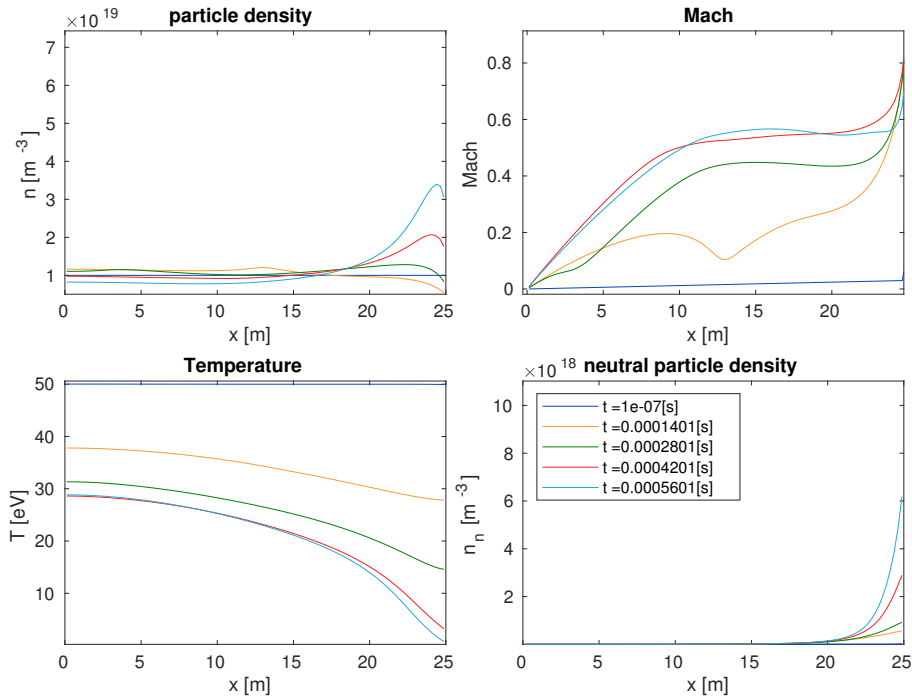 particle density
×10^19
n [m^-3]
7
6
5
4
3
2
1
0 5 10 15 20 25
x [m]
Mach
Mach
0.8
0.6
0.4
0.2
0
0 5 10 15 20
x [m]
Temperature
T [eV]
50
40
30
20
10
0 5 10 15 20 25
x [m]
neutral particle density
×10^18
n_n [m^-3]
10
8
6
4
2
t =1e-07[s]
t =0.0001401[s]
t =0.0002801[s]
t =0.0004201[s]
t =0.0005601[s]
0 5 10 15 20 25
x [m]